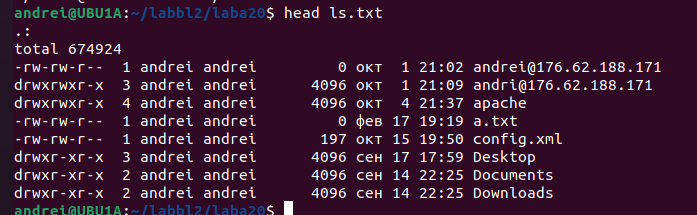 andrei@UBU1A:~/labbl2/laba20$ head ls.txt
.:
total 674924
-rw-rw-r--  1 andrei andrei         0 окт  1 21:02 andrei@176.62.188.171
drwxrwxr-x  3 andrei andrei      4096 окт  1 21:09 andri@176.62.188.171
drwxrwxr-x  4 andrei andrei      4096 окт  4 21:37 apache
-rw-rw-r--  1 andrei andrei         0 фев 17 19:19 a.txt
-rw-rw-r--  1 andrei andrei       197 окт 15 19:50 config.xml
drwxr-xr-x  3 andrei andrei      4096 сен 17 17:59 Desktop
drwxr-xr-x  2 andrei andrei      4096 сен 14 22:25 Documents
drwxr-xr-x  2 andrei andrei      4096 сен 14 22:25 Downloads
andrei@UBU1A:~/labbl2/laba20$